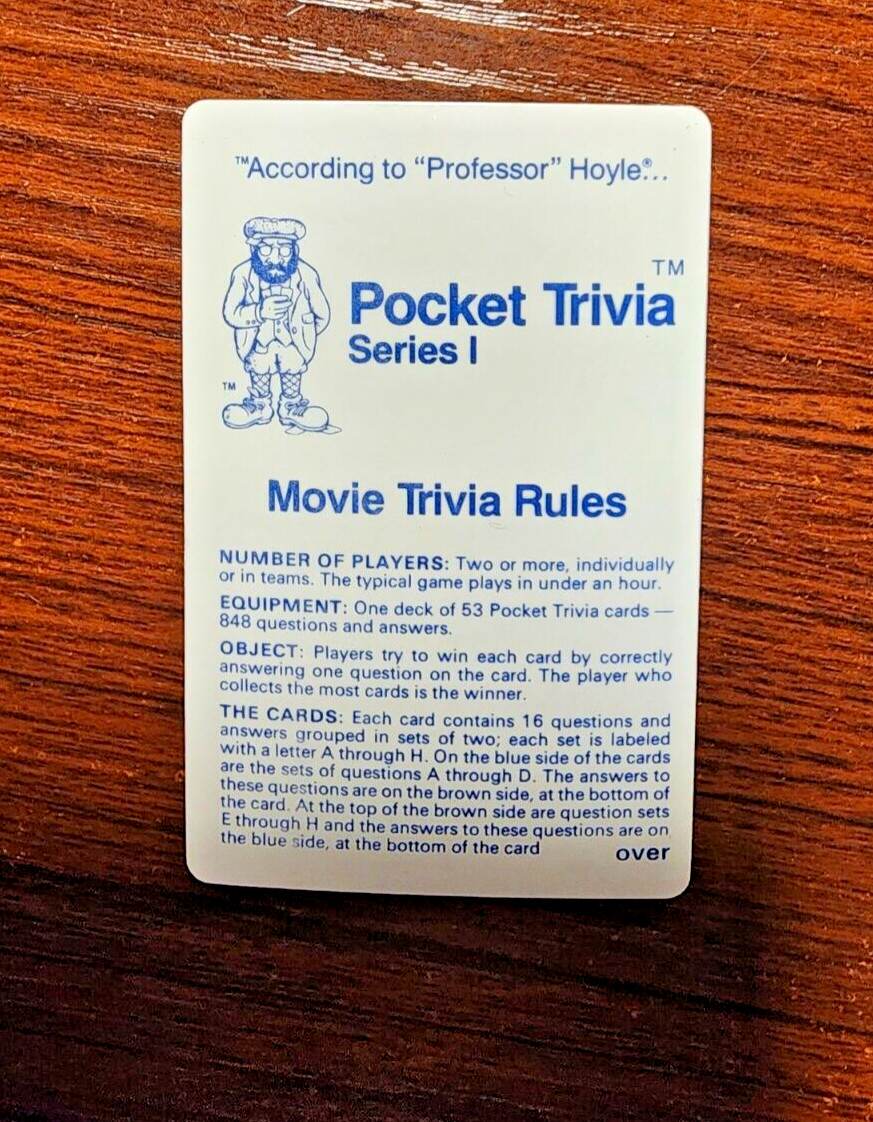 ™According to “Professor” Hoyle®...
Pocket Trivia™
Series I
™
Movie Trivia Rules
NUMBER OF PLAYERS: Two or more, individually
or in teams. The typical game plays in under an hour.
EQUIPMENT: One deck of 53 Pocket Trivia cards —
848 questions and answers.
OBJECT: Players try to win each card by correctly
answering one question on the card. The player who
collects the most cards is the winner.
THE CARDS: Each card contains 16 questions and
answers grouped in sets of two; each set is labeled
with a letter A through H. On the blue side of the cards
are the sets of questions A through D. The answers to
these questions are on the brown side, at the bottom of
the card. At the top of the brown side are question sets
E through H and the answers to these questions are on
the blue side, at the bottom of the card
over